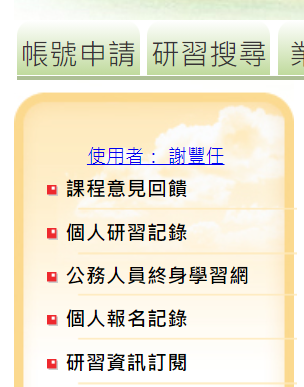 帳號申請 研習搜尋
使用者： 謝豐任
課程意見回饋
個人研習記錄
公務人員終身學習網
個人報名記錄
研習資訊訂閱